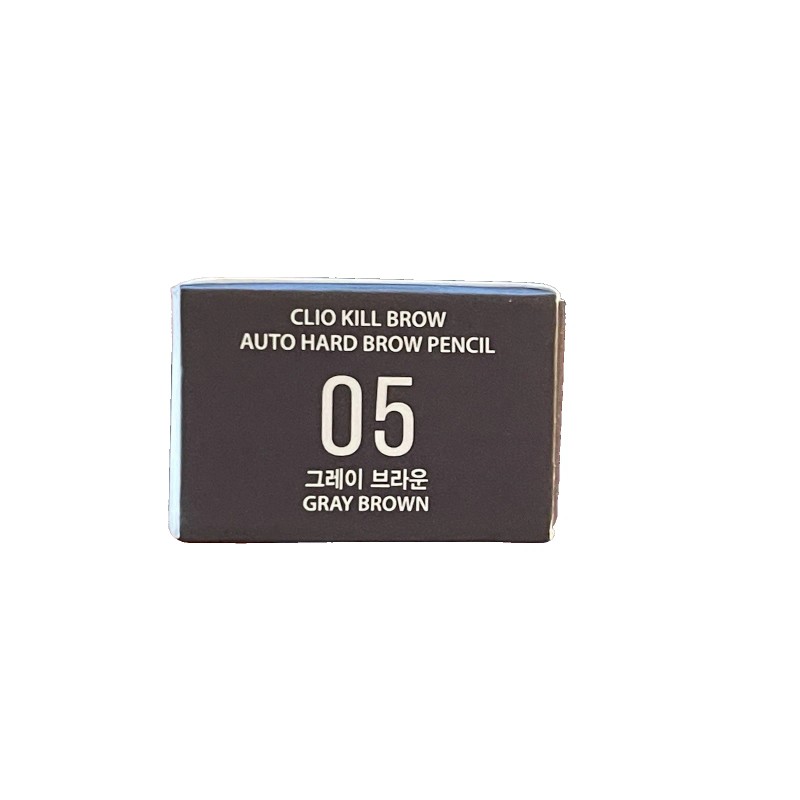 CLIO KILL BROW
AUTO HARD BROW PENCIL
05
그레이 브라운
GRAY BROWN